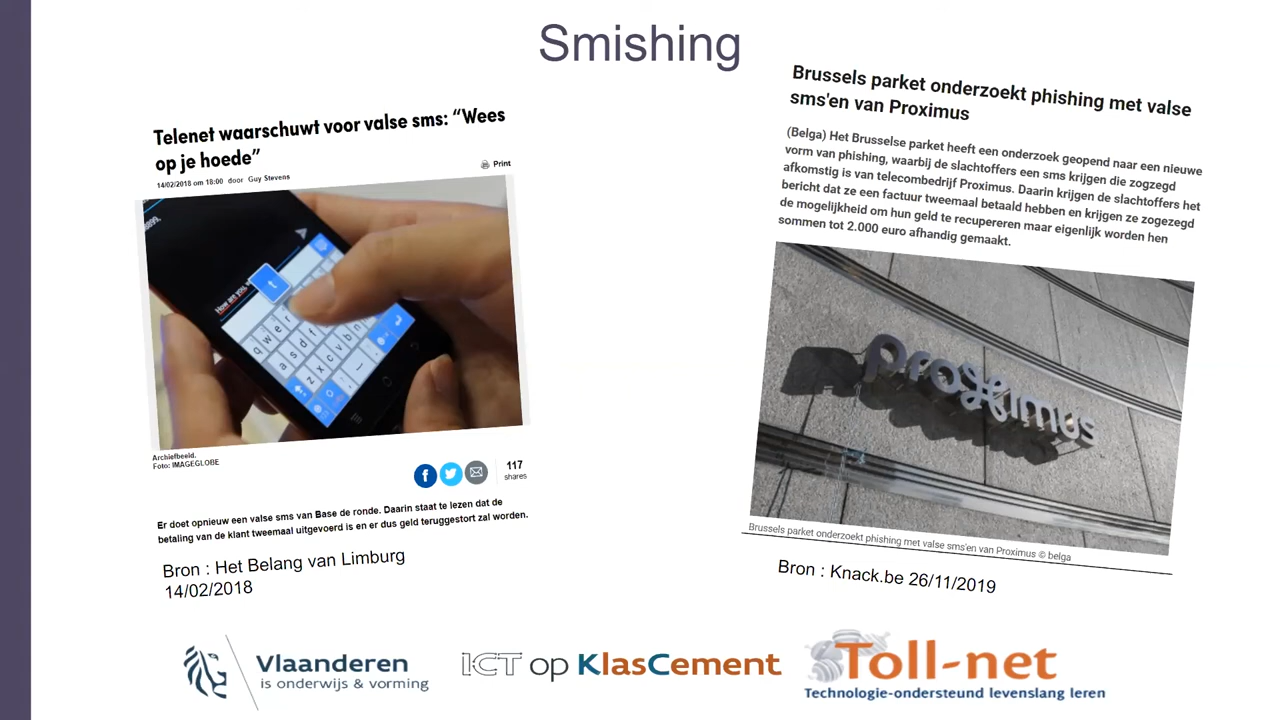 Smishing
Telenet waarschuwt voor valse sms: “Wees
op je hoede”
14/02/2018 om 18:00 door Guy Stevens
Print
How are you, w
q w e r
a s d f
z x c v b n
Archiefbeeld.
Foto: IMAGEGLOBE
117
shares
Er doet opnieuw een valse sms van Base de ronde. Daarin staat te lezen dat de
betaling van de klant tweemaal uitgevoerd is en er dus geld teruggestort zal worden.
Bron : Het Belang van Limburg
14/02/2018
Brussels parket onderzoekt phishing met valse
sms'en van Proximus
(Belga) Het Brusselse parket heeft een onderzoek geopend naar een nieuwe
vorm van phishing, waarbij de slachtoffers een sms krijgen die zogzegd
afkomstig is van telecombedrijf Proximus. Daarin krijgen de slachtoffers het
bericht dat ze een factuur tweemaal betaald hebben en krijgen ze zogezegd
de mogelijkheid om hun geld te recupereren maar eigenlijk worden hen
sommen tot 2.000 euro afhandig gemaakt.
proximus
Brussels parket onderzoekt phishing met valse sms'en van Proximus © belga
Bron : Knack.be 26/11/2019
Vlaanderen
is onderwijs & vorming
ICT op KlasCement
Toll-net
Technologie-ondersteund levenslang leren